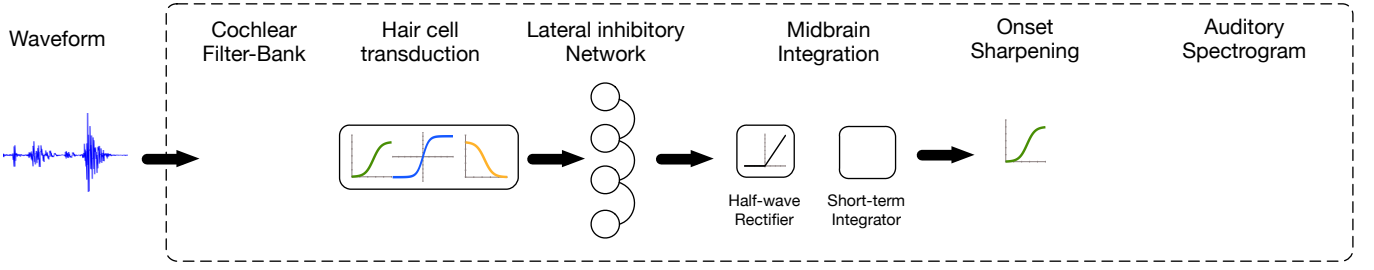 Waveform
Cochlear
Filter-Bank
Hair cell
transduction
Lateral inhibitory
Network
Midbrain
Integration
Onset
Sharpening
Auditory
Spectrogram
Half-wave
Rectifier
Short-term
Integrator